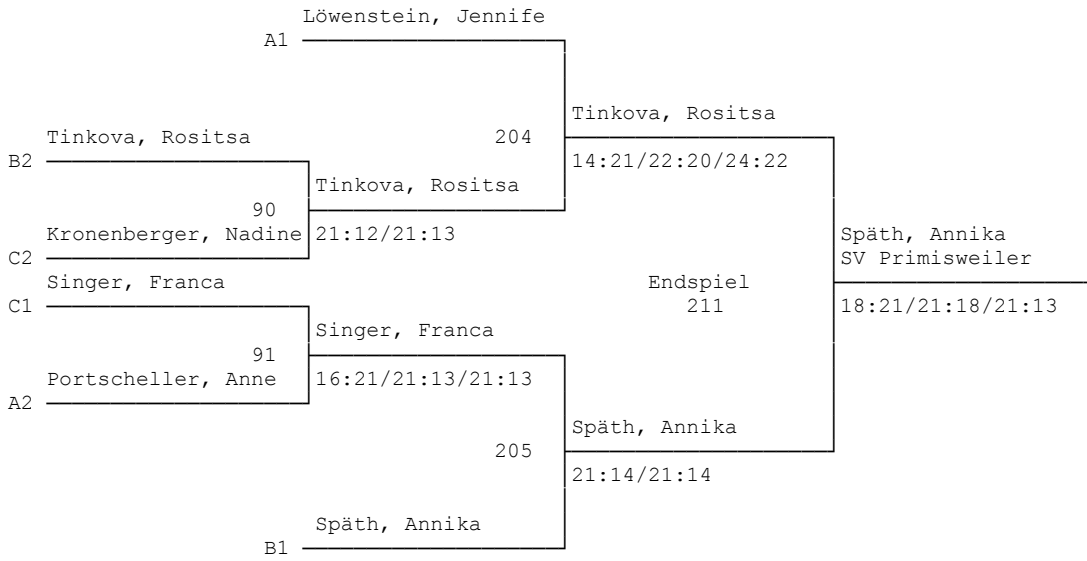 Löwenstein, Jennife
A1
Tinkova, Rositsa
Tinkova, Rositsa
204
B2
14:21/22:20/24:22
Tinkova, Rositsa
90
Kronenberger, Nadine
21:12/21:13
Späth, Annika
C2
SV Primisweiler
Singer, Franca
Endspiel
C1
211
18:21/21:18/21:13
Singer, Franca
91
Portscheller, Anne
16:21/21:13/21:13
A2
Späth, Annika
205
21:14/21:14
Späth, Annika
B1